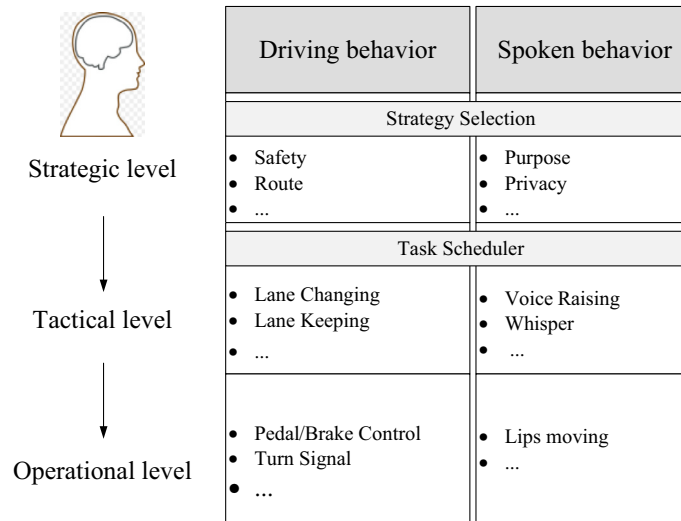 Driving behavior
Spoken behavior
Strategy Selection
Strategic level
• Safety
• Route
• ...
• Purpose
• Privacy
• ...
Task Scheduler
Tactical level
• Lane Changing
• Lane Keeping
• ...
• Voice Raising
• Whisper
• ...
Operational level
• Pedal/Brake Control
• Turn Signal
• ...
• Lips moving
• ...